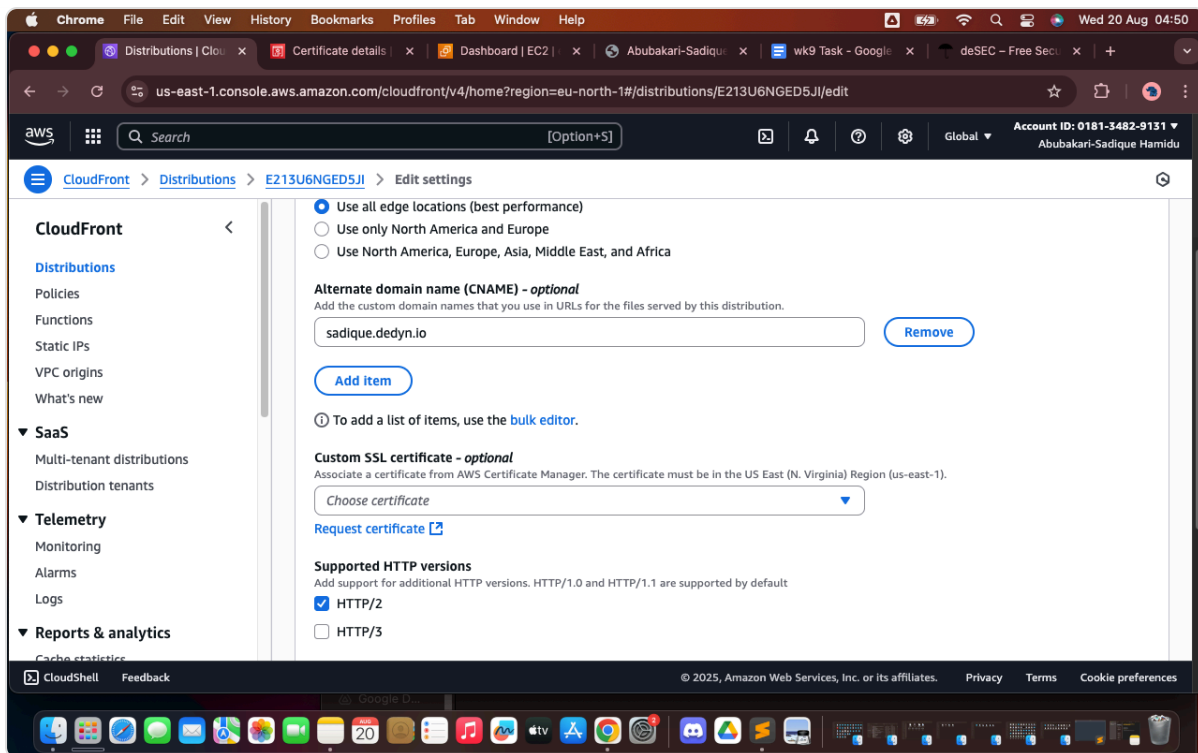 Chrome File Edit View History Bookmarks Profiles Tab Window Help Wed 20 Aug 04:50
Distributions | Clou Certificate details | Dashboard | EC2 | Abubakari-Sadique wk9 Task - Google deSEC – Free Secu
us-east-1.console.aws.amazon.com/cloudfront/v4/home?region=eu-north-1#/distributions/E213U6NGED5JI/edit
aws Search [Option+S] Global Account ID: 0181-3482-9131
Abubakari-Sadique Hamidu
CloudFront > Distributions > E213U6NGED5JI > Edit settings
CloudFront
Distributions
Policies
Functions
Static IPs
VPC origins
What's new
SaaS
Multi-tenant distributions
Distribution tenants
Telemetry
Monitoring
Alarms
Logs
Reports & analytics
Cache statistics
Use all edge locations (best performance)
Use only North America and Europe
Use North America, Europe, Asia, Middle East, and Africa
Alternate domain name (CNAME) - optional
Add the custom domain names that you use in URLs for the files served by this distribution.
sadique.dedyn.io Remove
Add item
To add a list of items, use the bulk editor.
Custom SSL certificate - optional
Associate a certificate from AWS Certificate Manager. The certificate must be in the US East (N. Virginia) Region (us-east-1).
Choose certificate
Request certificate
Supported HTTP versions
Add support for additional HTTP versions. HTTP/1.0 and HTTP/1.1 are supported by default
HTTP/2
HTTP/3
CloudShell Feedback © 2025, Amazon Web Services, Inc. or its affiliates. Privacy Terms Cookie preferences
Google D...
AUG
20
tv
2